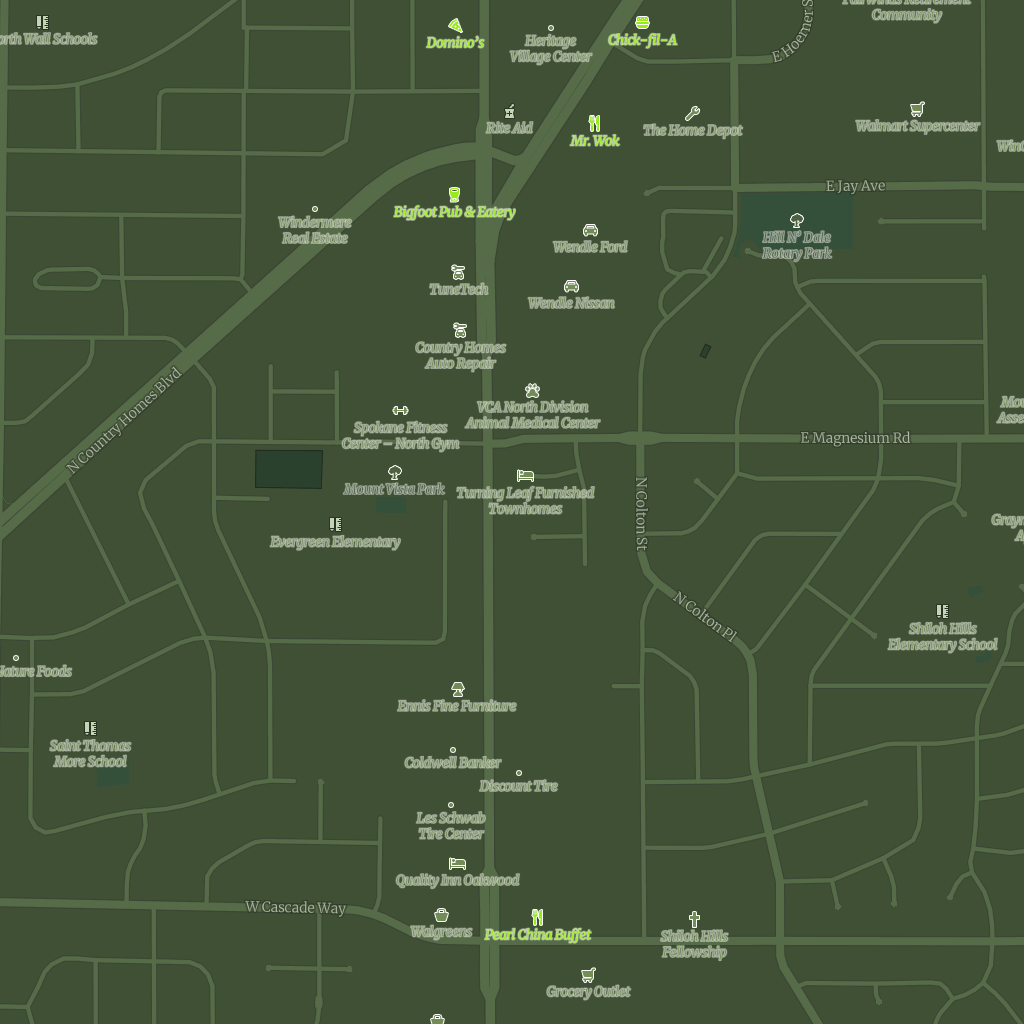 Community
E Hoerner S
Wall Schools
Domino's
Heritage
Village Center
Chick-fil-A
Rite Aid
Mr. Wok
The Home Depot
Walmart Supercenter
E Jay Ave
Bigfoot Pub & Eatery
Windermere
Real Estate
Wendle Ford
Hill N' Dale
Rotary Park
TuneTech
Wendle Nissan
Country Homes
Auto Repair
N Country Homes Blvd
VCA North Division
Animal Medical Center
Spokane Fitness
Center – North Gym
E Magnesium Rd
Mount Vista Park
Turning Leaf Furnished
Townhomes
N Colton St
Evergreen Elementary
N Colton Pl
Shiloh Hills
Elementary School
Nature Foods
Ennis Fine Furniture
Saint Thomas
More School
Coldwell Banker
Discount Tire
Les Schwab
Tire Center
Quality Inn Oakwood
W Cascade Way
Walgreens
Pearl China Buffet
Shiloh Hills
Fellowship
Grocery Outlet